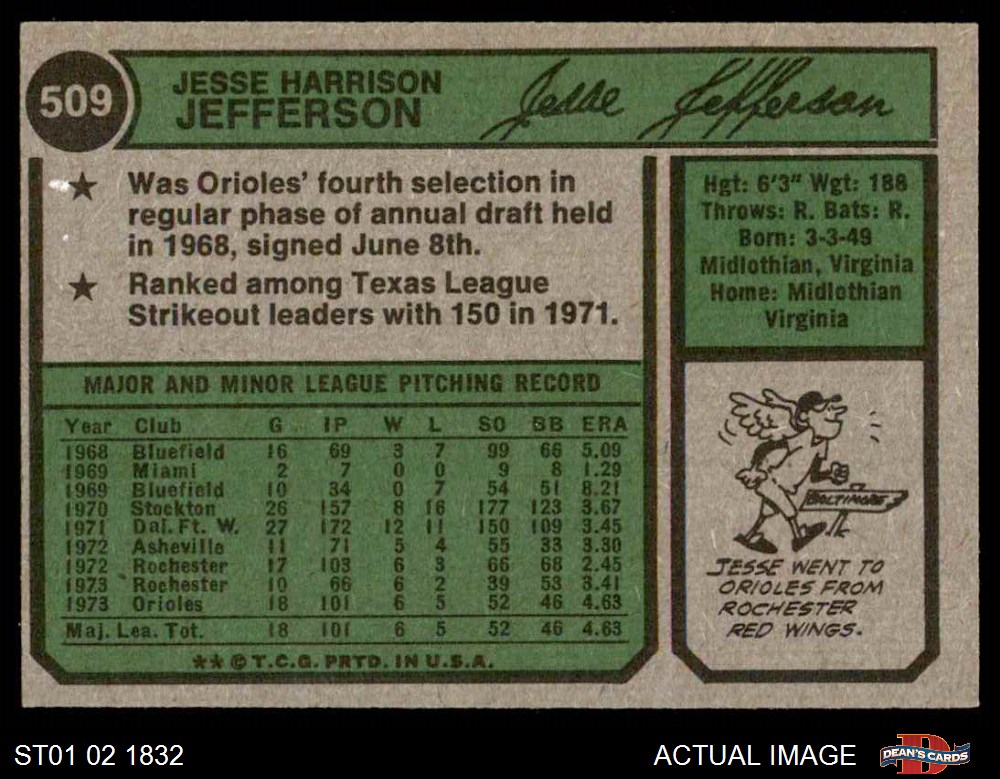 509
JESSE HARRISON
JEFFERSON
Jesse Jefferson
★ Was Orioles' fourth selection in
regular phase of annual draft held
in 1968, signed June 8th.
★ Ranked among Texas League
Strikeout leaders with 150 in 1971.
Hgt: 6'3" Wgt: 188
Throws: R. Bats: R.
Born: 3-3-49
Midlothian, Virginia
Home: Midlothian
Virginia
MAJOR AND MINOR LEAGUE PITCHING RECORD
Year Club G IP W L SO BB ERA
1968 Bluefield 16 69 3 7 99 66 5.09
1969 Miami 2 7 0 0 9 8 1.29
1969 Bluefield 10 34 0 7 54 51 8.21
1970 Stockton 26 157 8 16 177 123 3.67
1971 Dal. Ft. W. 27 172 12 11 150 109 3.45
1972 Asheville 11 71 5 4 55 33 3.30
1972 Rochester 17 103 6 3 66 68 2.45
1973 Rochester 10 66 6 2 39 53 3.41
1973 Orioles 18 101 6 5 52 46 4.63
Maj. Lea. Tot. 18 101 6 5 52 46 4.63
★★ © T.C.G. PRTD. IN U.S.A.
BALTIMORE
JESSE WENT TO
ORIOLES FROM
ROCHESTER
RED WINGS.
ST01 02 1832
ACTUAL IMAGE
D
DEAN'S CARDS